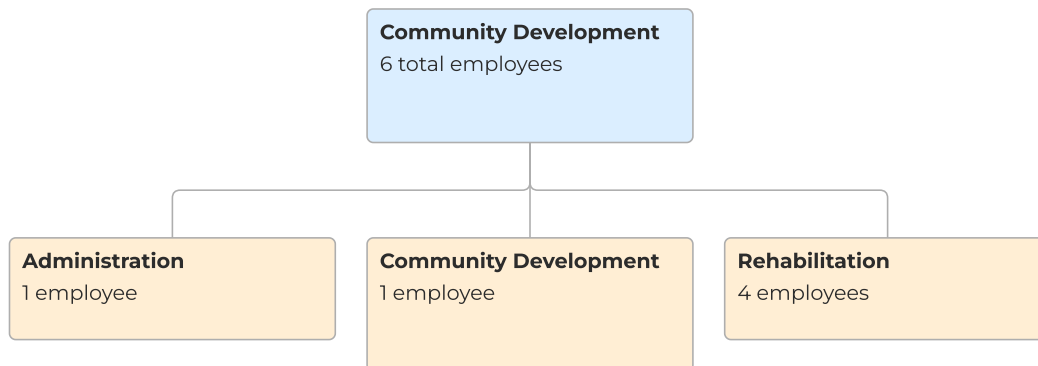 Community Development
6 total employees
Administration
1 employee
Community Development
1 employee
Rehabilitation
4 employees